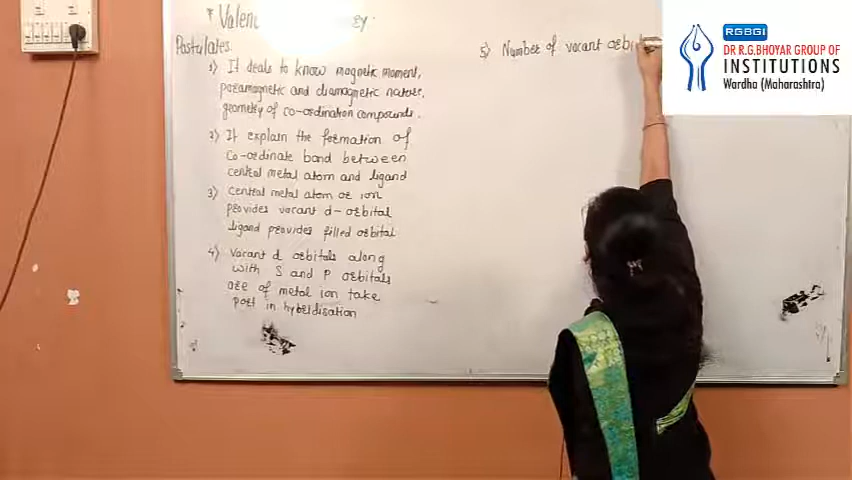 * Valen
Postulates.
1) It deals to know magnetic moment,
paramagnetic and diamagnetic nature,
geometry of co-ordination compounds.
2) It explain the formation of
Co-ordinate bond between
central metal atom and ligand
3) Central metal atom or ion
provides vacant d-orbital
ligand provides filled orbital
4) vacant d orbitals along
with S and P orbitals
are of metal ion take
part in hybridisation
5) Number of vacant orbi
RGBGI
DR R.G.BHOYAR GROUP OF
INSTITUTIONS
Wardha (Maharashtra)